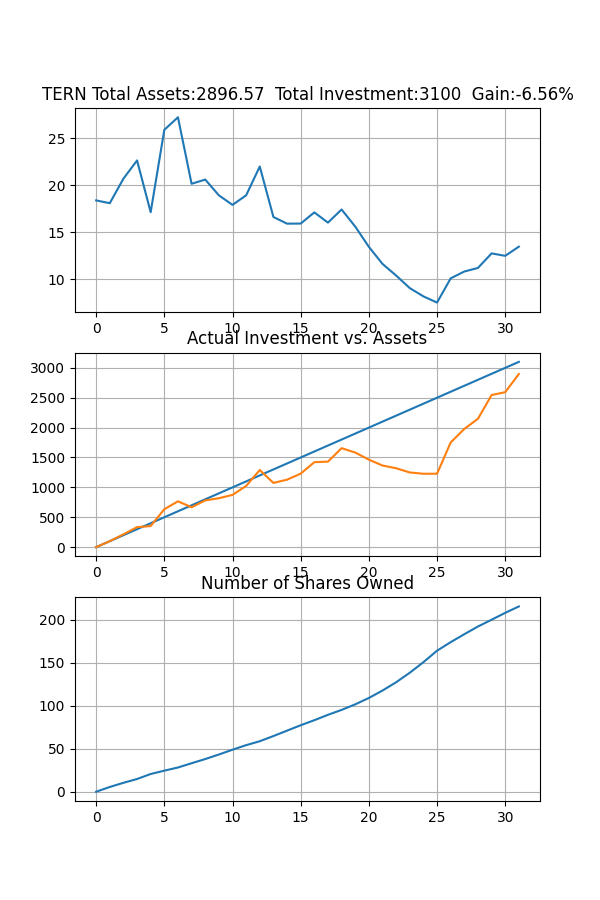 TERN Total Assets:2896.57  Total Investment:3100  Gain:-6.56%
25
20
15
10
0 5 10 15 20 25 30
Actual Investment vs. Assets
3000
2500
2000
1500
1000
500
0
0 5 10 15 20 25 30
Number of Shares Owned
200
150
100
50
0
0 5 10 15 20 25 30